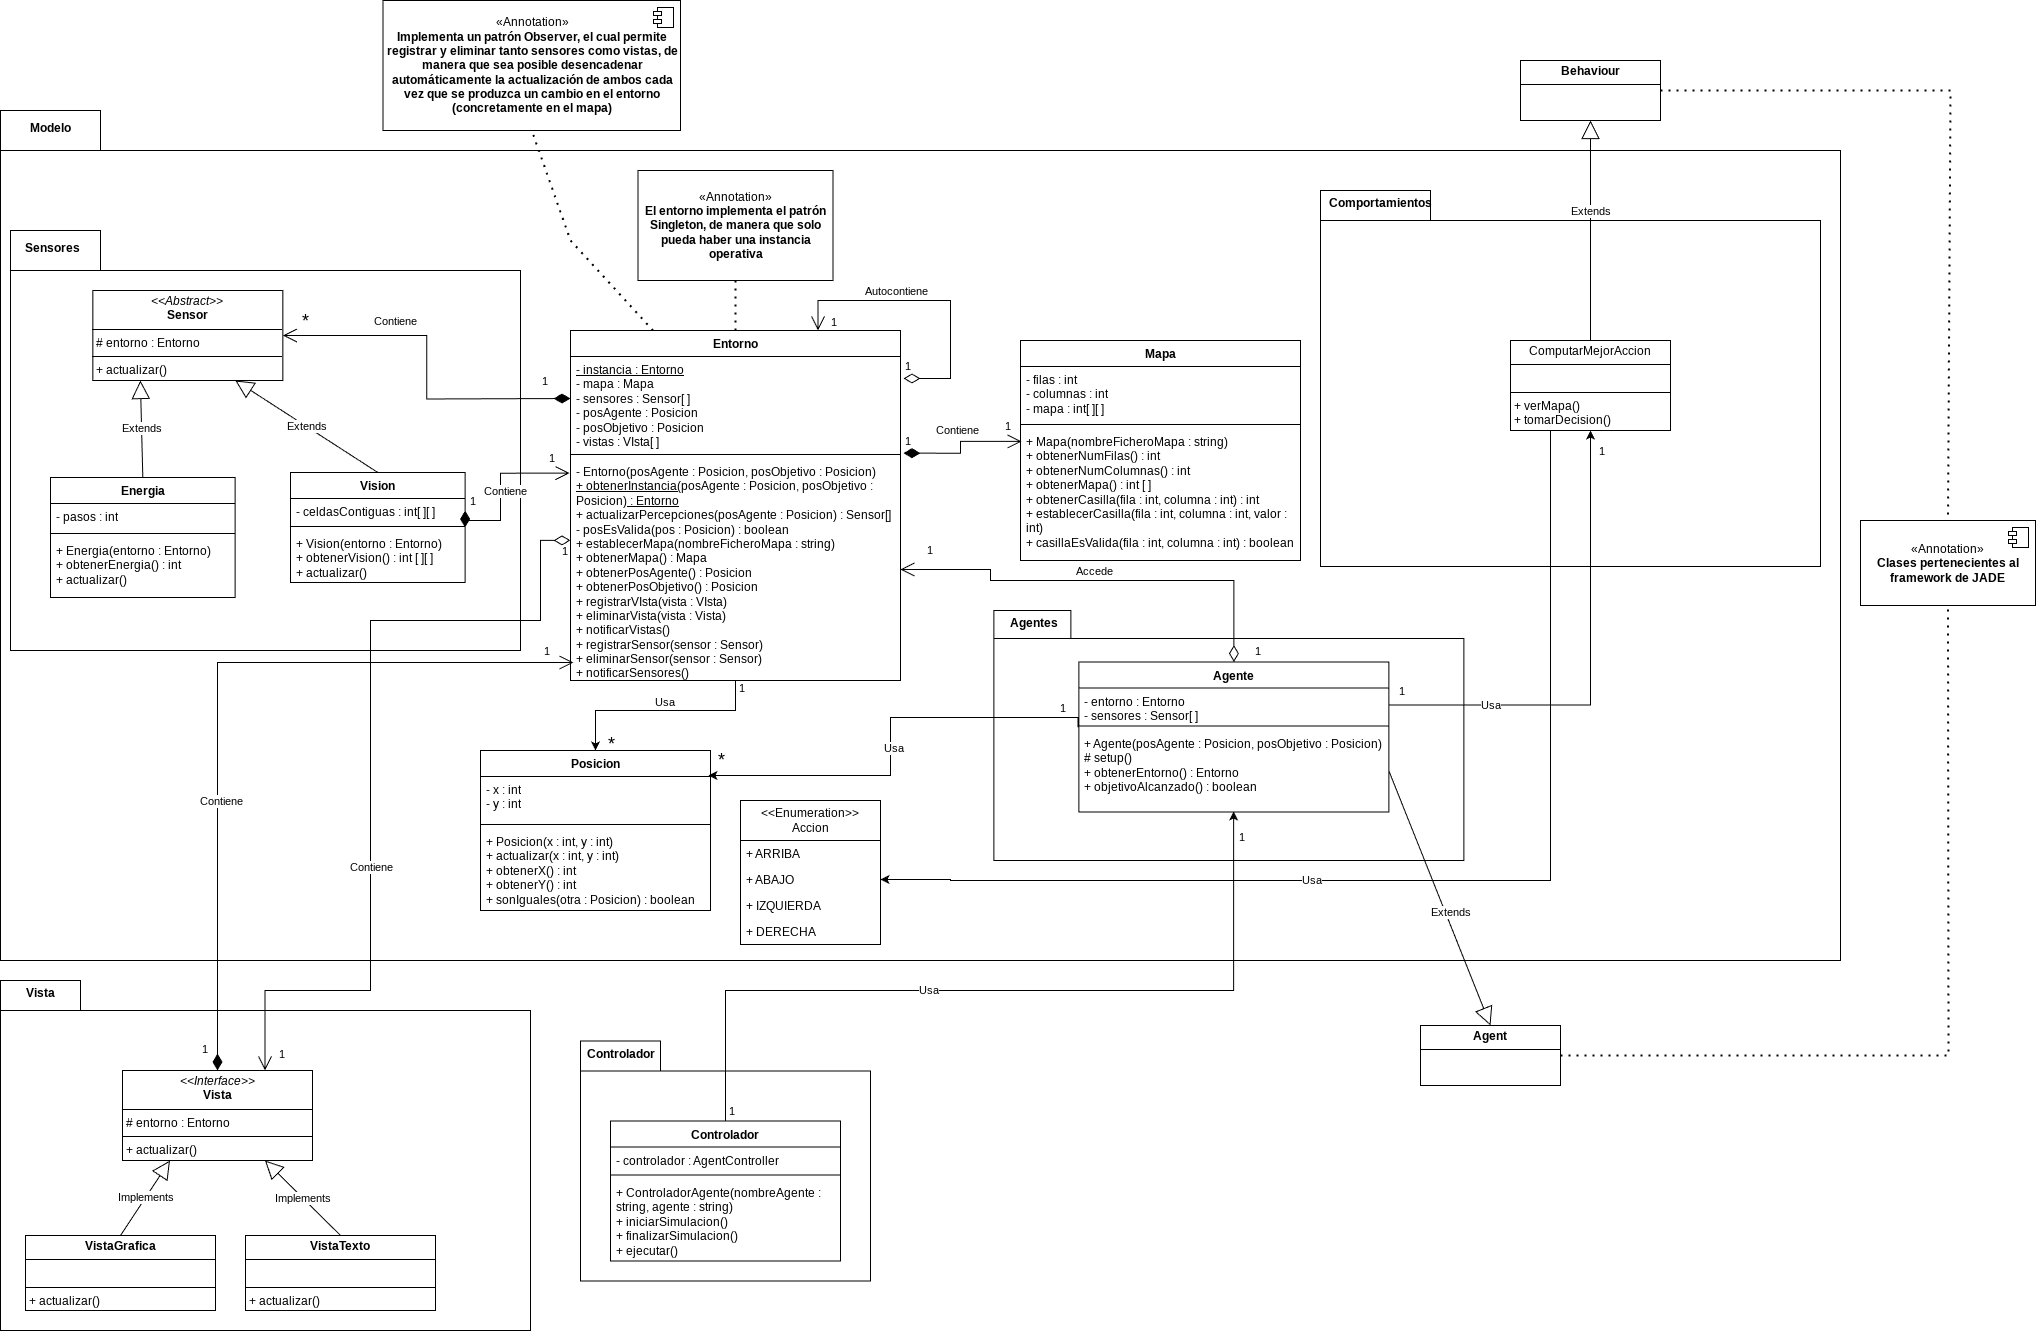 «Annotation»
Implementa un patrón Observer, el cual permite
registrar y eliminar tanto sensores como vistas, de
manera que sea posible desencadenar
automáticamente la actualización de ambos cada
vez que se produzca un cambio en el entorno
(concretamente en el mapa)
Behaviour
Modelo
«Annotation»
El entorno implementa el patrón
Singleton, de manera que solo
pueda haber una instancia
operativa
Comportamientos
Extends
Sensores
<<Abstract>>
Sensor
# entorno : Entorno
+ actualizar()
*
Contiene
1
Autocontiene
1
1
Extends
Extends
Energia
- pasos : int
+ Energia(entorno : Entorno)
+ obtenerEnergia() : int
+ actualizar()
Vision
- celdasContiguas : int[ ][ ]
+ Vision(entorno : Entorno)
+ obtenerVision() : int [ ][ ]
+ actualizar()
1
Contiene
1
1
Entorno
- instancia : Entorno
- mapa : Mapa
- sensores : Sensor[ ]
- posAgente : Posicion
- posObjetivo : Posicion
- vistas : VIsta[ ]
- Entorno(posAgente : Posicion, posObjetivo : Posicion)
+ obtenerInstancia(posAgente : Posicion, posObjetivo :
Posicion) : Entorno
+ actualizarPercepciones(posAgente : Posicion) : Sensor[]
- posEsValida(pos : Posicion) : boolean
+ establecerMapa(nombreFicheroMapa : string)
+ obtenerMapa() : Mapa
+ obtenerPosAgente() : Posicion
+ obtenerPosObjetivo() : Posicion
+ registrarVIsta(vista : VIsta)
+ eliminarVista(vista : Vista)
+ notificarVistas()
+ registrarSensor(sensor : Sensor)
+ eliminarSensor(sensor : Sensor)
+ notificarSensores()
1
Contiene
1
Mapa
- filas : int
- columnas : int
- mapa : int[ ][ ]
+ Mapa(nombreFicheroMapa : string)
+ obtenerNumFilas() : int
+ obtenerNumColumnas() : int
+ obtenerMapa() : int [ ]
+ obtenerCasilla(fila : int, columna : int) : int
+ establecerCasilla(fila : int, columna : int, valor :
int)
+ casillaEsValida(fila : int, columna : int) : boolean
ComputarMejorAccion
+ verMapa()
+ tomarDecision()
1
«Annotation»
Clases pertenecientes al
framework de JADE
1
Accede
1
Agentes
Agente
- entorno : Entorno
- sensores : Sensor[ ]
+ Agente(posAgente : Posicion, posObjetivo : Posicion)
# setup()
+ obtenerEntorno() : Entorno
+ objetivoAlcanzado() : boolean
1
Usa
1
Usa
*
1
1
Usa
*
Posicion
- x : int
- y : int
+ Posicion(x : int, y : int)
+ actualizar(x : int, y : int)
+ obtenerX() : int
+ obtenerY() : int
+ sonIguales(otra : Posicion) : boolean
<<Enumeration>>
Accion
+ ARRIBA
+ ABAJO
+ IZQUIERDA
+ DERECHA
1
Usa
Extends
Contiene
Contiene
Usa
Vista
1
1
<<Interface>>
Vista
# entorno : Entorno
+ actualizar()
Implements
Implements
VistaGrafica
+ actualizar()
VistaTexto
+ actualizar()
Controlador
1
Controlador
- controlador : AgentController
+ ControladorAgente(nombreAgente :
string, agente : string)
+ iniciarSimulacion()
+ finalizarSimulacion()
+ ejecutar()
Agent